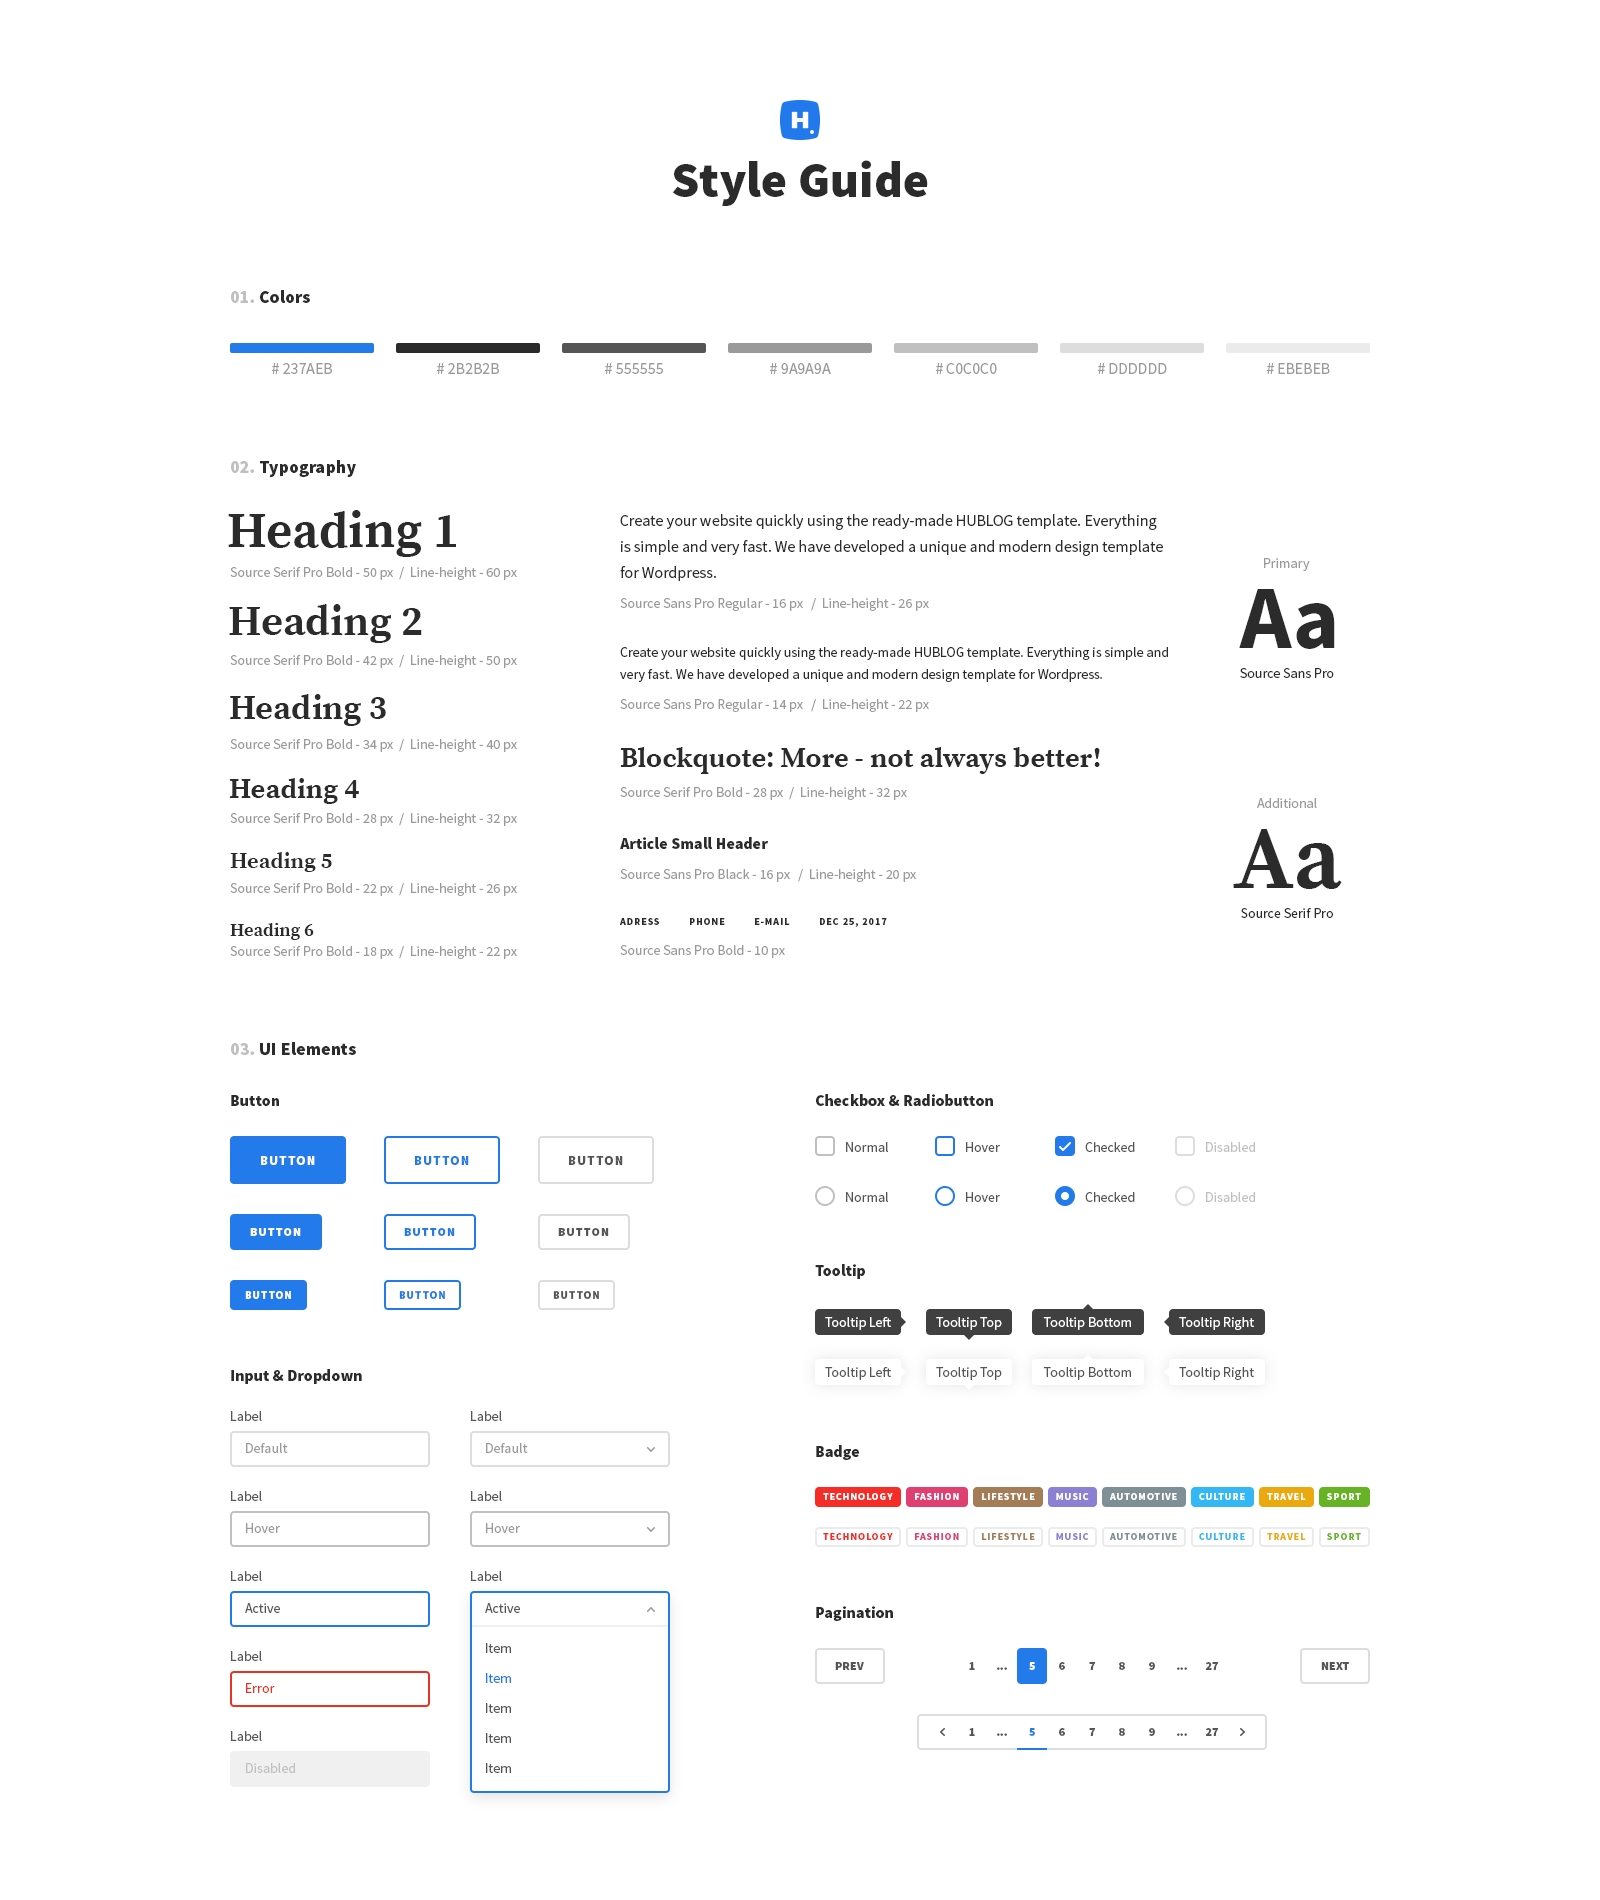 H.
Style Guide
01. Colors
# 237AEB
# 2B2B2B
# 555555
# 9A9A9A
# C0C0C0
# DDDDDD
# EBEBEB
02. Typography
Heading 1
Source Serif Pro Bold - 50 px / Line-height - 60 px
Heading 2
Source Serif Pro Bold - 42 px / Line-height - 50 px
Heading 3
Source Serif Pro Bold - 34 px / Line-height - 40 px
Heading 4
Source Serif Pro Bold - 28 px / Line-height - 32 px
Heading 5
Source Serif Pro Bold - 22 px / Line-height - 26 px
Heading 6
Source Serif Pro Bold - 18 px / Line-height - 22 px
Create your website quickly using the ready-made HUBLOG template. Everything
is simple and very fast. We have developed a unique and modern design template
for Wordpress.
Source Sans Pro Regular - 16 px / Line-height - 26 px
Create your website quickly using the ready-made HUBLOG template. Everything is simple and
very fast. We have developed a unique and modern design template for Wordpress.
Source Sans Pro Regular - 14 px / Line-height - 22 px
Blockquote: More - not always better!
Source Serif Pro Bold - 28 px / Line-height - 32 px
Article Small Header
Source Sans Pro Black - 16 px / Line-height - 20 px
ADRESS PHONE E-MAIL DEC 25, 2017
Source Sans Pro Bold - 10 px
Primary
Aa
Source Sans Pro
Additional
Aa
Source Serif Pro
03. UI Elements
Button
BUTTON BUTTON BUTTON
BUTTON BUTTON BUTTON
BUTTON BUTTON BUTTON
Input & Dropdown
Label
Default
Label
Hover
Label
Active
Label
Error
Label
Disabled
Label
Default
Label
Hover
Label
Active
Item
Item
Item
Item
Item
Checkbox & Radiobutton
Normal Hover Checked Disabled
Normal Hover Checked Disabled
Tooltip
Tooltip Left Tooltip Top Tooltip Bottom Tooltip Right
Tooltip Left Tooltip Top Tooltip Bottom Tooltip Right
Badge
TECHNOLOGY FASHION LIFESTYLE MUSIC AUTOMOTIVE CULTURE TRAVEL SPORT
TECHNOLOGY FASHION LIFESTYLE MUSIC AUTOMOTIVE CULTURE TRAVEL SPORT
Pagination
PREV 1 ... 5 6 7 8 9 ... 27 NEXT
1 ... 5 6 7 8 9 ... 27